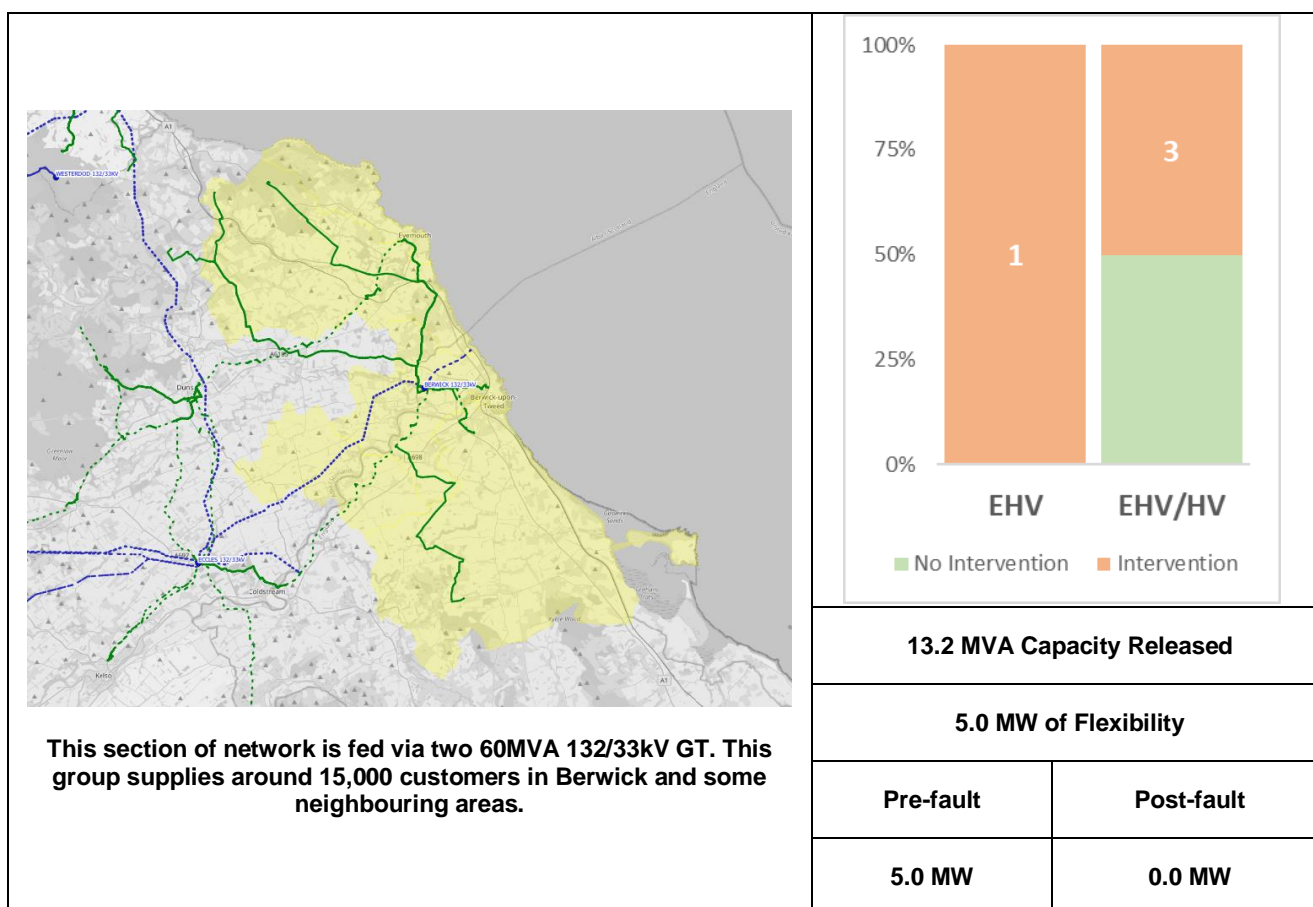 A1
WESTERDOD 132/33KV
Eyemouth
A6105
Duns
BERWICK 132/33KV
Berwick-upon-
Tweed
A698
ECCLES 132/33KV
Coldstream
Kelso
A1
This section of network is fed via two 60MVA 132/33kV GT. This
group supplies around 15,000 customers in Berwick and some
neighbouring areas.
100%
75%
50%
25%
0%
1
3
EHV
EHV/HV
No Intervention
Intervention
13.2 MVA Capacity Released
5.0 MW of Flexibility
Pre-fault
Post-fault
5.0 MW
0.0 MW